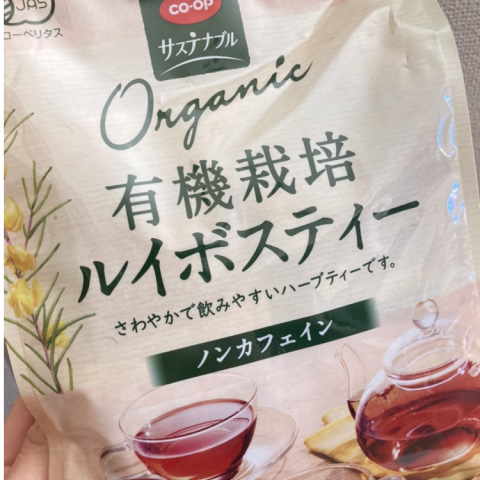 JAS
コーベリタス
CO・OP
サステナブル
Organic
有機栽培
ルイボスティー
さわやかで飲みやすいハーブティーです。
ノンカフェイン